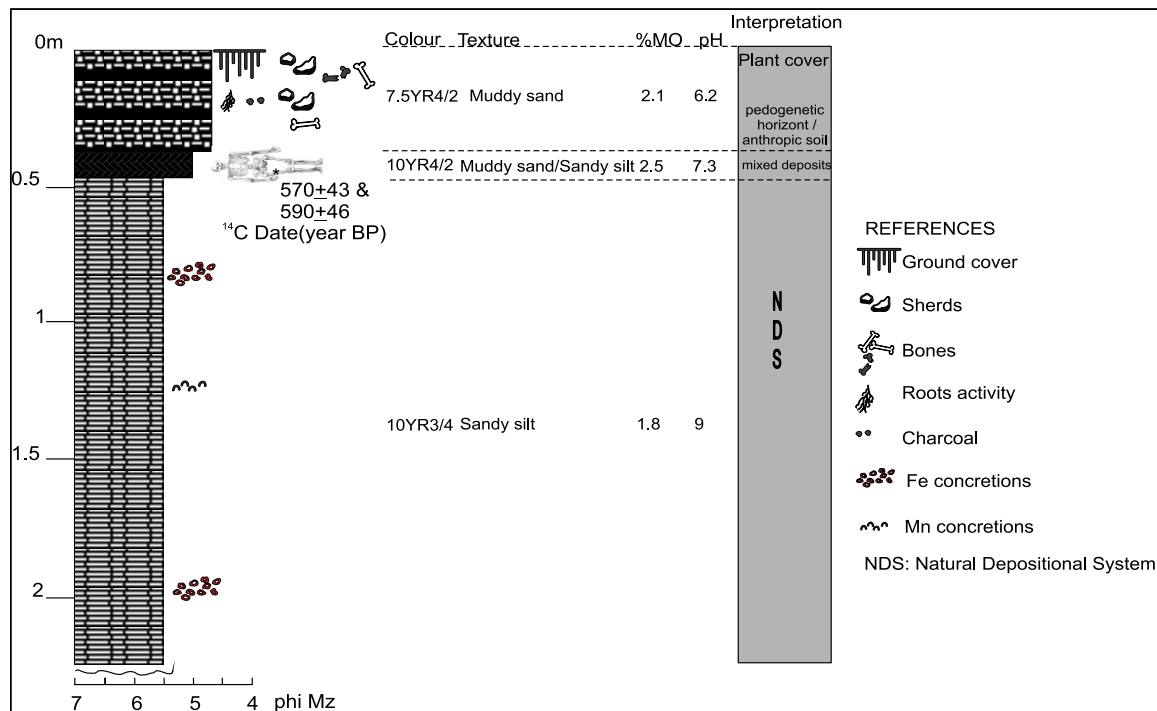 Interpretation
Colour Texture %MO pH
0m
Plant cover
7.5YR4/2 Muddy sand 2.1 6.2
pedogenetic
horizont /
anthropic soil
10YR4/2 Muddy sand/Sandy silt 2.5 7.3
mixed deposits
0.5
570±43 &
590±46
¹⁴C Date(year BP)
1
N
D
S
10YR3/4 Sandy silt 1.8 9
1.5
2
7 6 5 4 phi Mz
REFERENCES
Ground cover
Sherds
Bones
Roots activity
Charcoal
Fe concretions
Mn concretions
NDS: Natural Depositional System